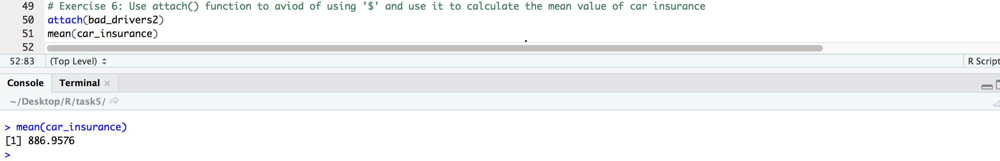 49 # Exercise 6: Use attach() function to aviod of using '$' and use it to calculate the mean value of car insurance
50 attach(bad_drivers2)
51 mean(car_insurance)
52
52:83 (Top Level) R Script
Console Terminal
~/Desktop/R/task5/
> mean(car_insurance)
[1] 886.9576
>